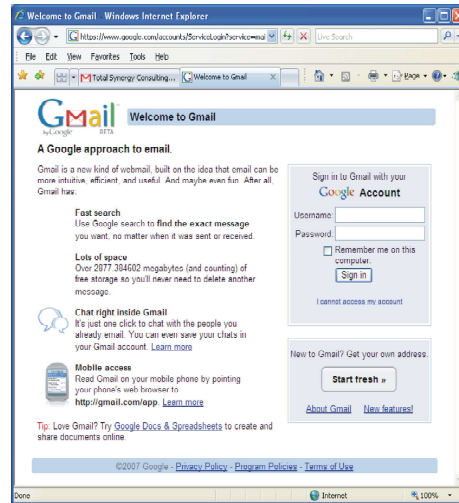 Welcome to Gmail - Windows Internet Explorer
https://www.google.com/accounts/ServiceLogin?service=mai
Live Search
File Edit View Favorites Tools Help
Total Synergy Consulting... Welcome to Gmail
Page
Gmail
by Google BETA
Welcome to Gmail
A Google approach to email.
Gmail is a new kind of webmail, built on the idea that email can be
more intuitive, efficient, and useful. And maybe even fun. After all,
Gmail has:
Fast search
Use Google search to find the exact message
you want, no matter when it was sent or received.
Lots of space
Over 2877.384602 megabytes (and counting) of
free storage so you'll never need to delete another
message.
Chat right inside Gmail
It's just one click to chat with the people you
already email. You can even save your chats in
your Gmail account. Learn more
Mobile access
Read Gmail on your mobile phone by pointing
your phone's web browser to
http://gmail.com/app. Learn more
Tip: Love Gmail? Try Google Docs & Spreadsheets to create and
share documents online.
Sign in to Gmail with your
Google Account
Username:
Password:
Remember me on this
computer.
Sign in
I cannot access my account
New to Gmail? Get your own address.
Start fresh »
About Gmail New features!
©2007 Google - Privacy Policy - Program Policies - Terms of Use
Done
Internet
100%